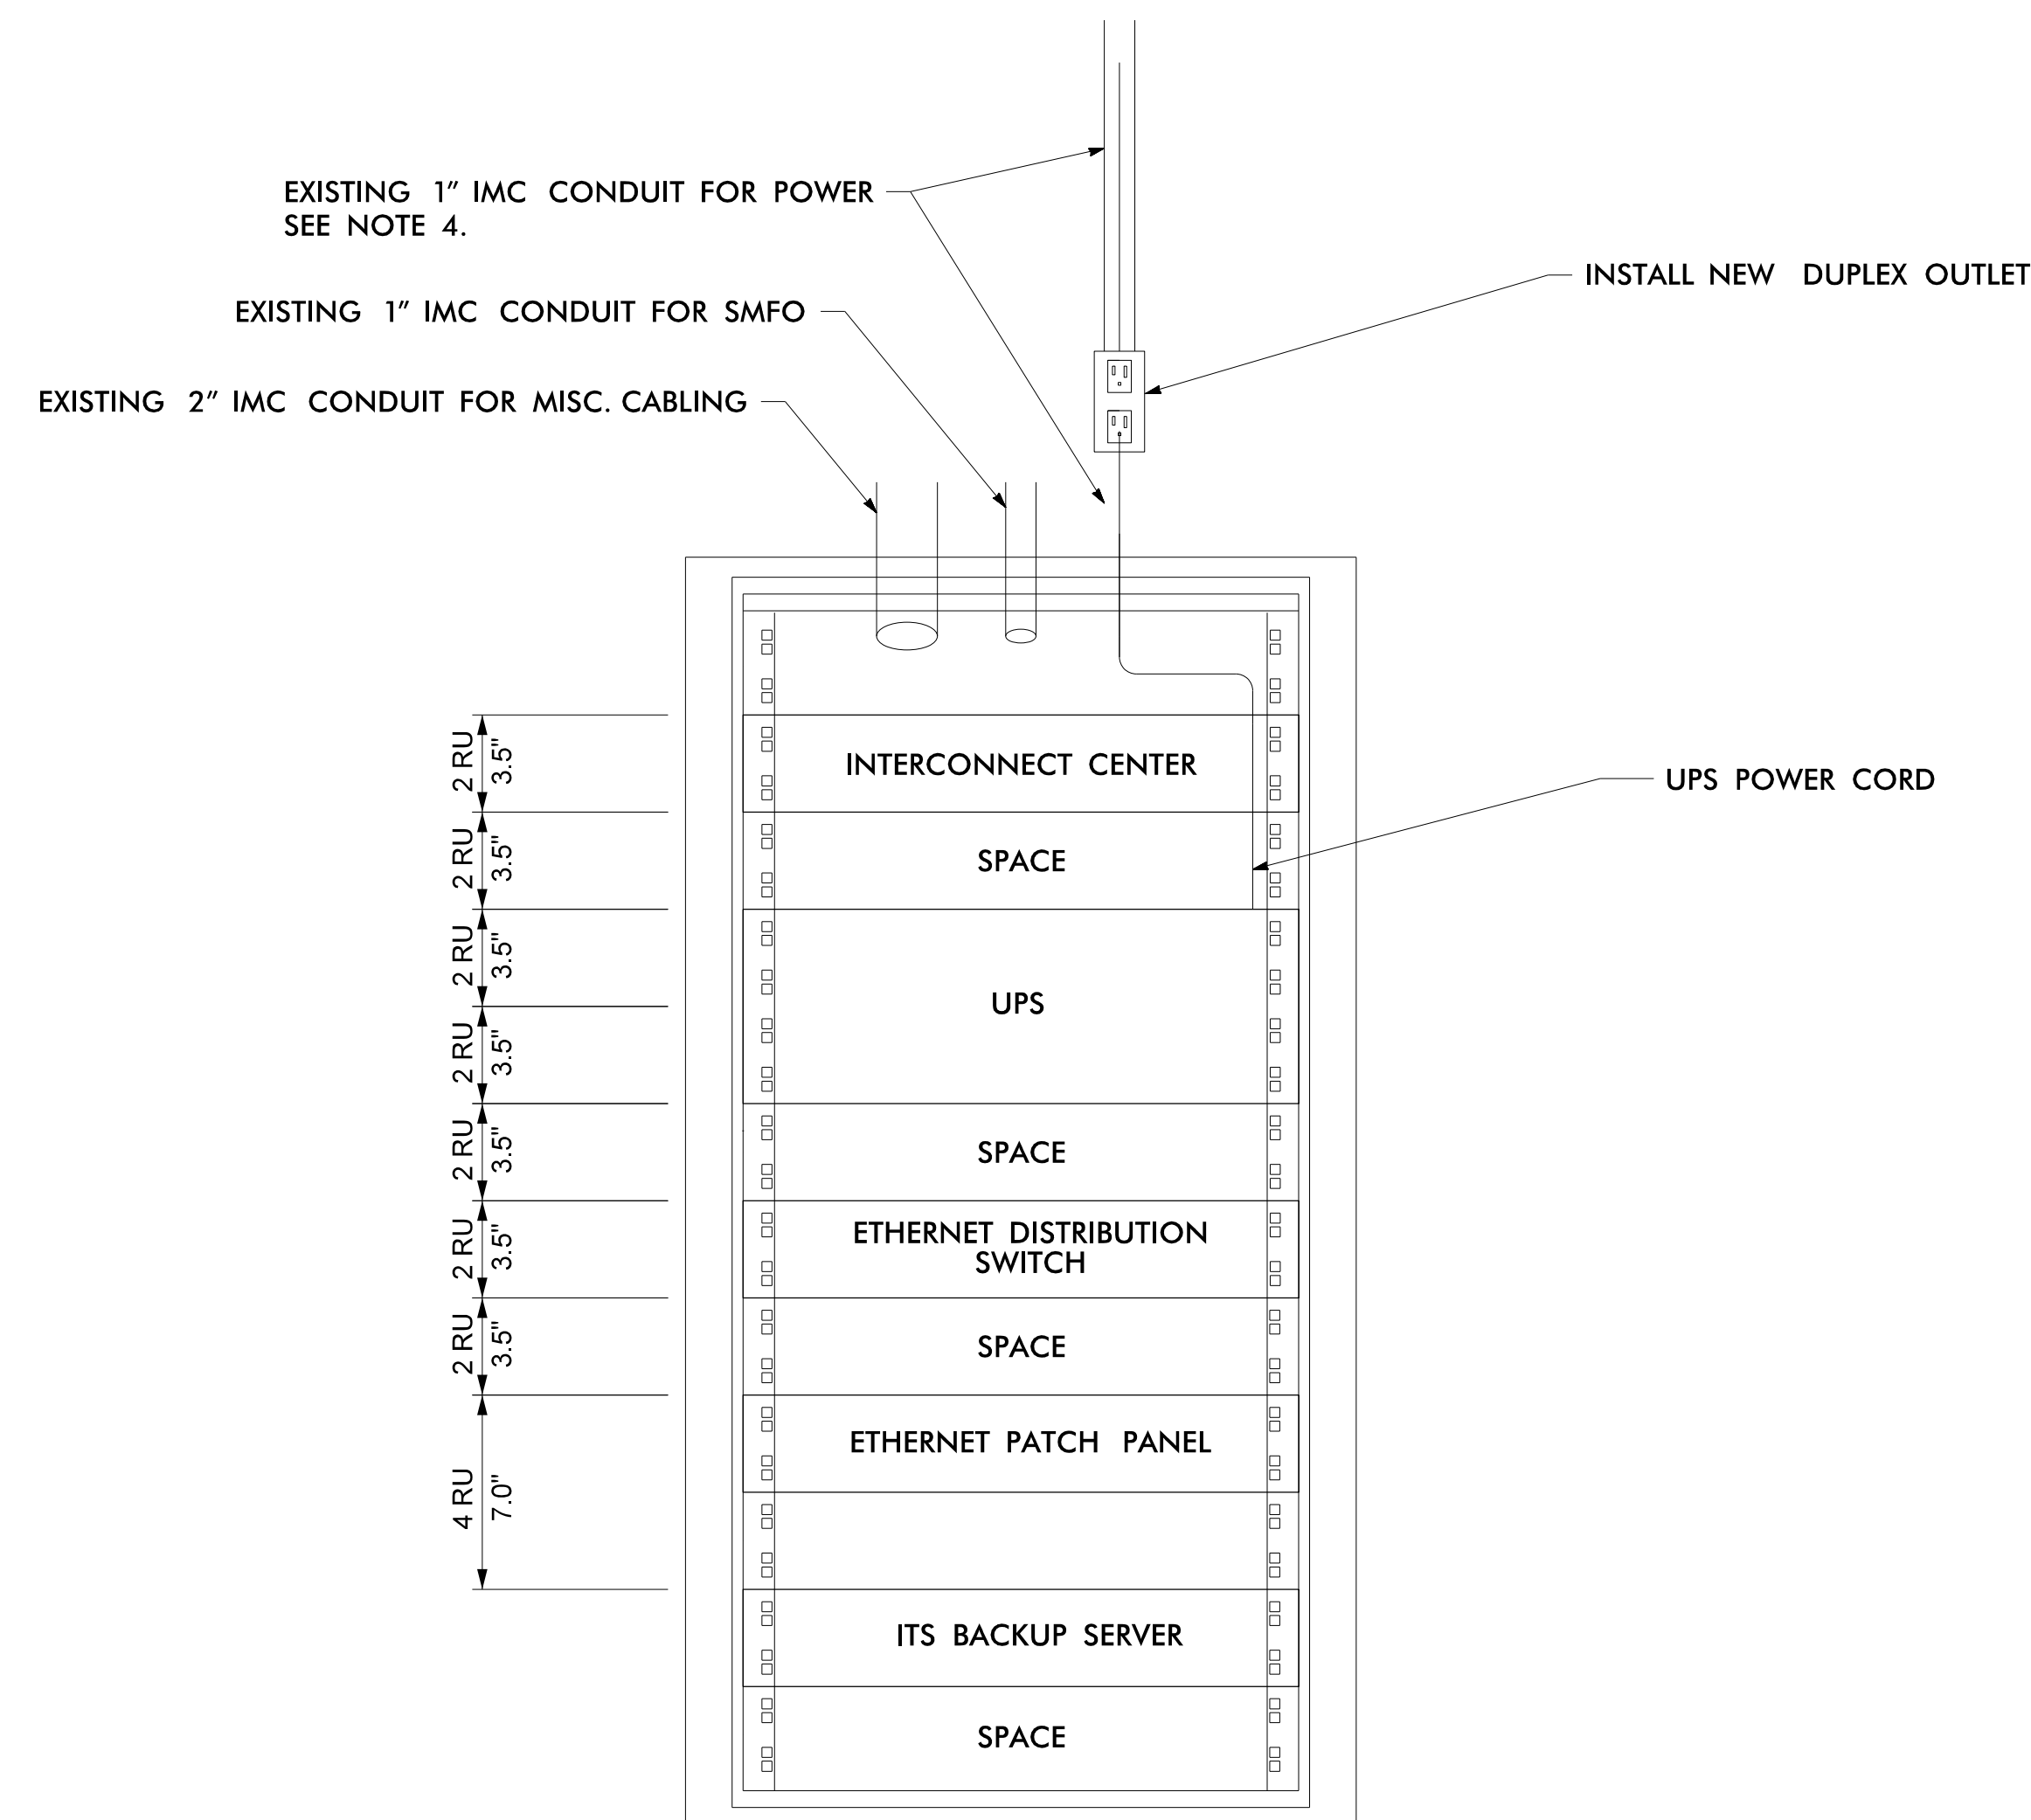 EXISTING 1" IMC CONDUIT FOR POWER
SEE NOTE 4.
INSTALL NEW DUPLEX OUTLET
EXISTING 1" IMC CONDUIT FOR SMFO
EXISTING 2" IMC CONDUIT FOR MISC. CABLING
2 RU
3.5"
INTERCONNECT CENTER
UPS POWER CORD
2 RU
3.5"
SPACE
2 RU
3.5"
UPS
2 RU
3.5"
2 RU
3.5"
SPACE
2 RU
3.5"
ETHERNET DISTRIBUTION
SWITCH
2 RU
3.5"
SPACE
4 RU
7.0"
ETHERNET PATCH PANEL
ITS BACKUP SERVER
SPACE